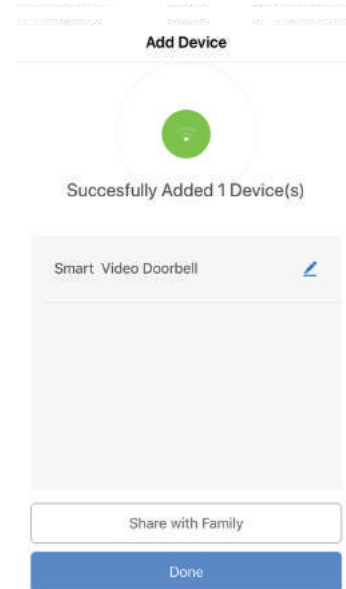 Add Device
Succesfully Added 1 Device(s)
Smart Video Doorbell
Share with Family
Done